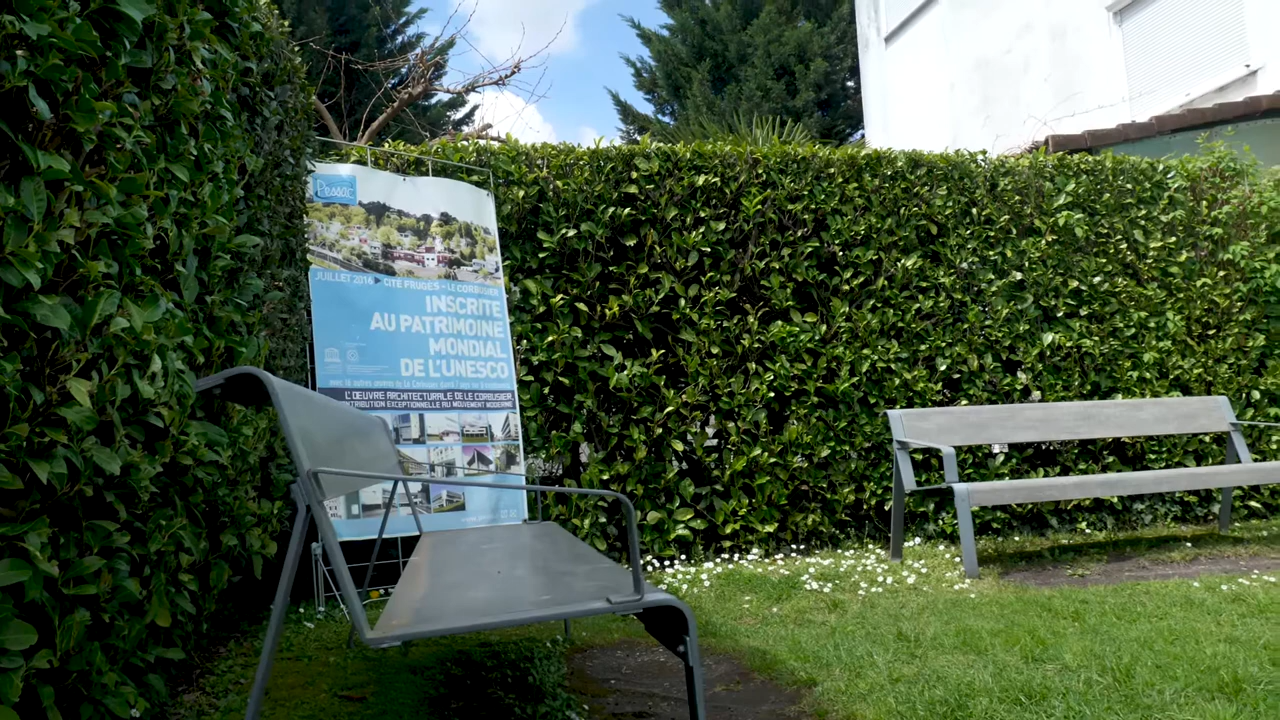 Pessac
JUILLET 2016 ▶ CITÉ FRUGÈS - LE CORBUSIER
INSCRITE
AU PATRIMOINE
MONDIAL
DE L'UNESCO
L'ŒUVRE ARCHITECTURALE DE LE CORBUSIER,
CONTRIBUTION EXCEPTIONNELLE AU MOUVEMENT MODERNE